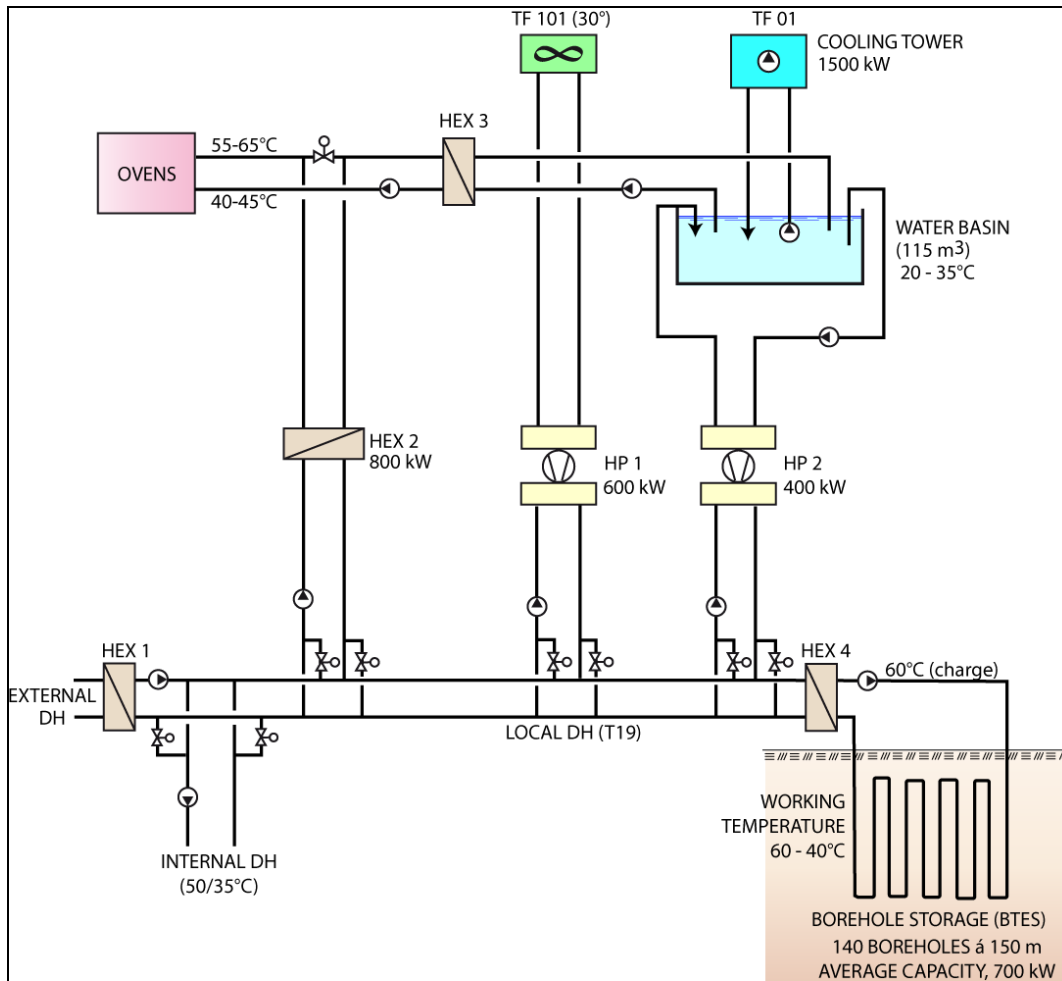 TF 101 (30°)
TF 01
COOLING TOWER
1500 kW
HEX 3
55-65°C
OVENS
40-45°C
WATER BASIN
(115 m3)
20 - 35°C
HEX 2
800 kW
HP 1
600 kW
HP 2
400 kW
HEX 1
HEX 4
60°C (charge)
EXTERNAL
DH
LOCAL DH (T19)
WORKING
TEMPERATURE
60 - 40°C
INTERNAL DH
(50/35°C)
BOREHOLE STORAGE (BTES)
140 BOREHOLES á 150 m
AVERAGE CAPACITY, 700 kW